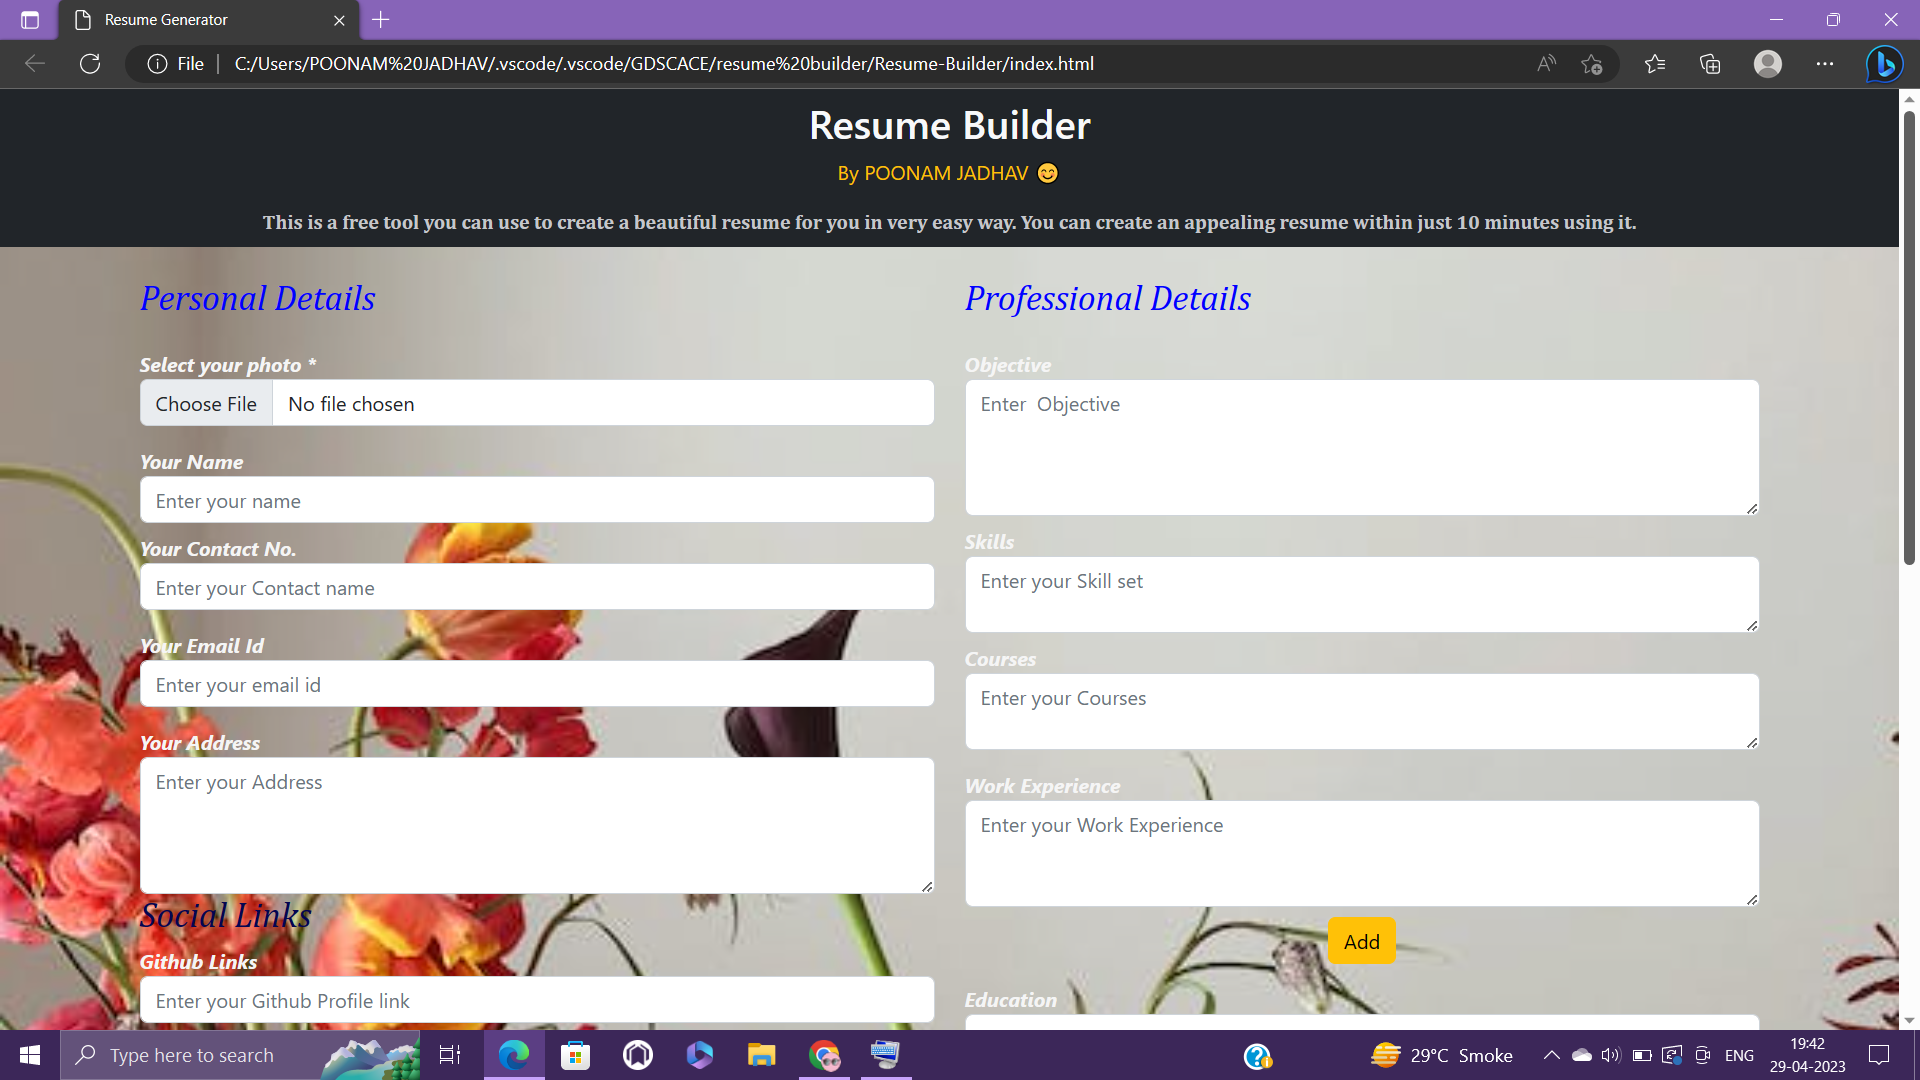 Resume Generator
File
C:/Users/POONAM%20JADHAV/.vscode/.vscode/GDSCACE/resume%20builder/Resume-Builder/index.html
Resume Builder
By POONAM JADHAV 😊
This is a free tool you can use to create a beautiful resume for you in very easy way. You can create an appealing resume within just 10 minutes using it.
Personal Details
Select your photo *
Choose File No file chosen
Your Name
Enter your name
Your Contact No.
Enter your Contact name
Your Email Id
Enter your email id
Your Address
Enter your Address
Social Links
Github Links
Enter your Github Profile link
Professional Details
Objective
Enter  Objective
Skills
Enter your Skill set
Courses
Enter your Courses
Work Experience
Enter your Work Experience
Add
Education
Type here to search
29°C Smoke
ENG
19:42
29-04-2023